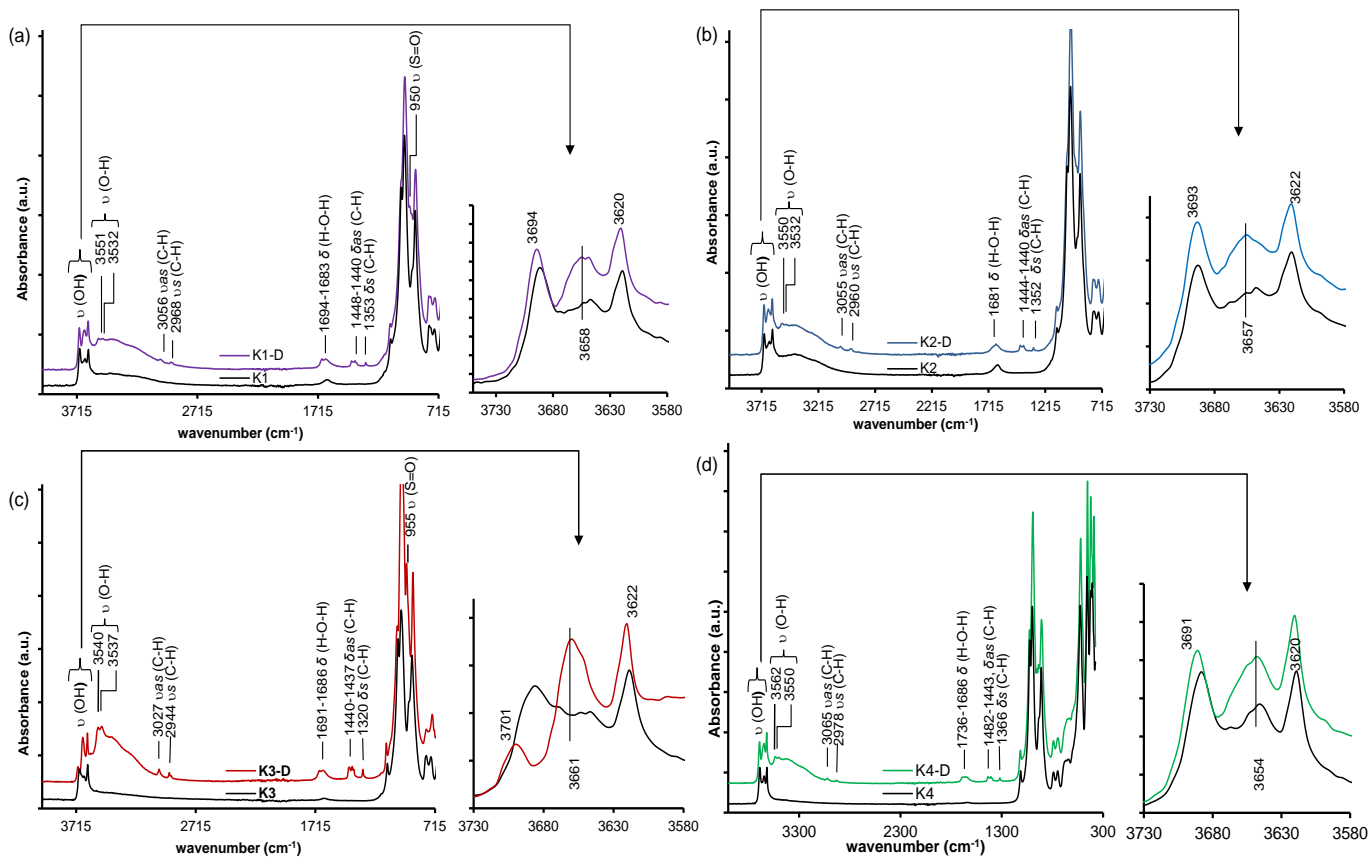 (a)
Absorbance (a.u.)
υ (OH)
3551
3532
υ (O-H)
3056 υas (C-H)
2968 υs (C-H)
1694-1683 δ (H-O-H)
1448-1440 δas (C-H)
1353 δs (C-H)
950 υ (S=O)
K1-D
K1
3715 2715 1715 715
wavenumber (cm-1)
3694
3658
3620
3730 3680 3630 3580
(b)
Absorbance (a.u.)
υ (OH)
3550
3532
υ (O-H)
3055 υas (C-H)
2960 υs (C-H)
1681 δ (H-O-H)
1444-1440 δas (C-H)
1352 δs (C-H)
K2-D
K2
3715 3215 2715 2215 1715 1215 715
wavenumber (cm-1)
3693
3657
3622
3730 3680 3630 3580
(c)
Absorbance (a.u.)
υ (OH)
3540
3537
υ (O-H)
3027 υas (C-H)
2944 υs (C-H)
1691-1686 δ (H-O-H)
1440-1437 δas (C-H)
1320 δs (C-H)
955 υ (S=O)
K3-D
K3
3715 2715 1715 715
wavenumber (cm-1)
3701
3661
3622
3730 3680 3630 3580
(d)
Absorbance (a.u.)
υ (OH)
3562
3550
υ (O-H)
3065 υas (C-H)
2978 υs (C-H)
1736-1686 δ (H-O-H)
1482-1443, δas (C-H)
1366 δs (C-H)
K4-D
K4
3300 2300 1300 300
wavenumber (cm-1)
3691
3654
3620
3730 3680 3630 3580